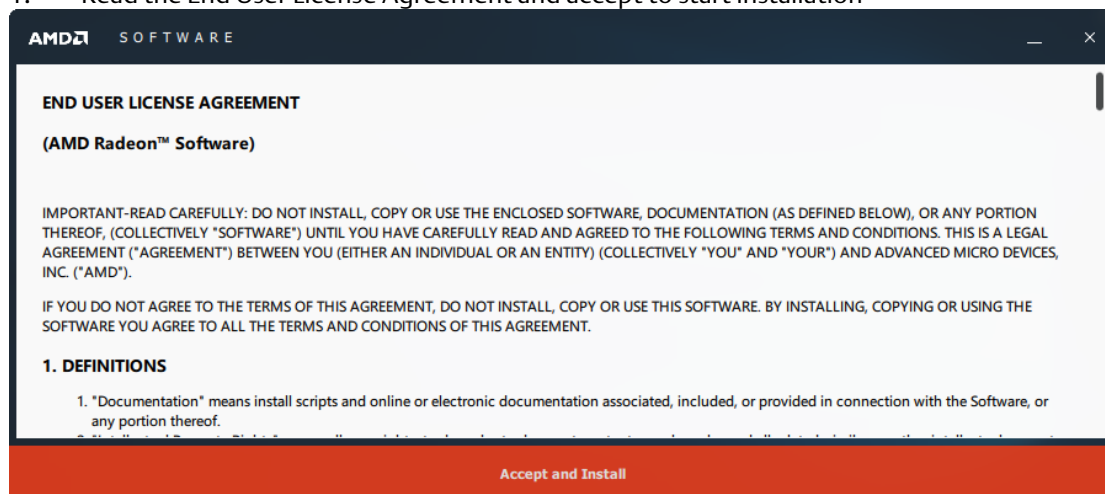 Read the End User License Agreement and accept to start installation
AMD SOFTWARE
END USER LICENSE AGREEMENT
(AMD Radeon™ Software)
IMPORTANT-READ CAREFULLY: DO NOT INSTALL, COPY OR USE THE ENCLOSED SOFTWARE, DOCUMENTATION (AS DEFINED BELOW), OR ANY PORTION
THEREOF, (COLLECTIVELY "SOFTWARE") UNTIL YOU HAVE CAREFULLY READ AND AGREED TO THE FOLLOWING TERMS AND CONDITIONS. THIS IS A LEGAL
AGREEMENT ("AGREEMENT") BETWEEN YOU (EITHER AN INDIVIDUAL OR AN ENTITY) (COLLECTIVELY "YOU" AND "YOUR") AND ADVANCED MICRO DEVICES,
INC. ("AMD").
IF YOU DO NOT AGREE TO THE TERMS OF THIS AGREEMENT, DO NOT INSTALL, COPY OR USE THIS SOFTWARE. BY INSTALLING, COPYING OR USING THE
SOFTWARE YOU AGREE TO ALL THE TERMS AND CONDITIONS OF THIS AGREEMENT.
1. DEFINITIONS
1. "Documentation" means install scripts and online or electronic documentation associated, included, or provided in connection with the Software, or
any portion thereof.
Accept and Install